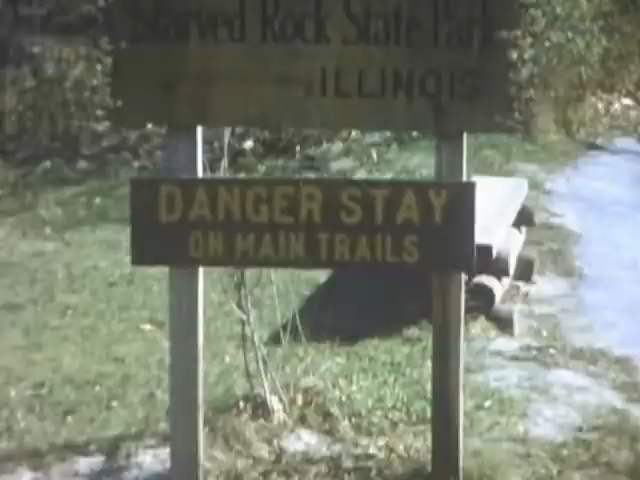 Starved Rock State Park
ILLINOIS
DANGER STAY
ON MAIN TRAILS